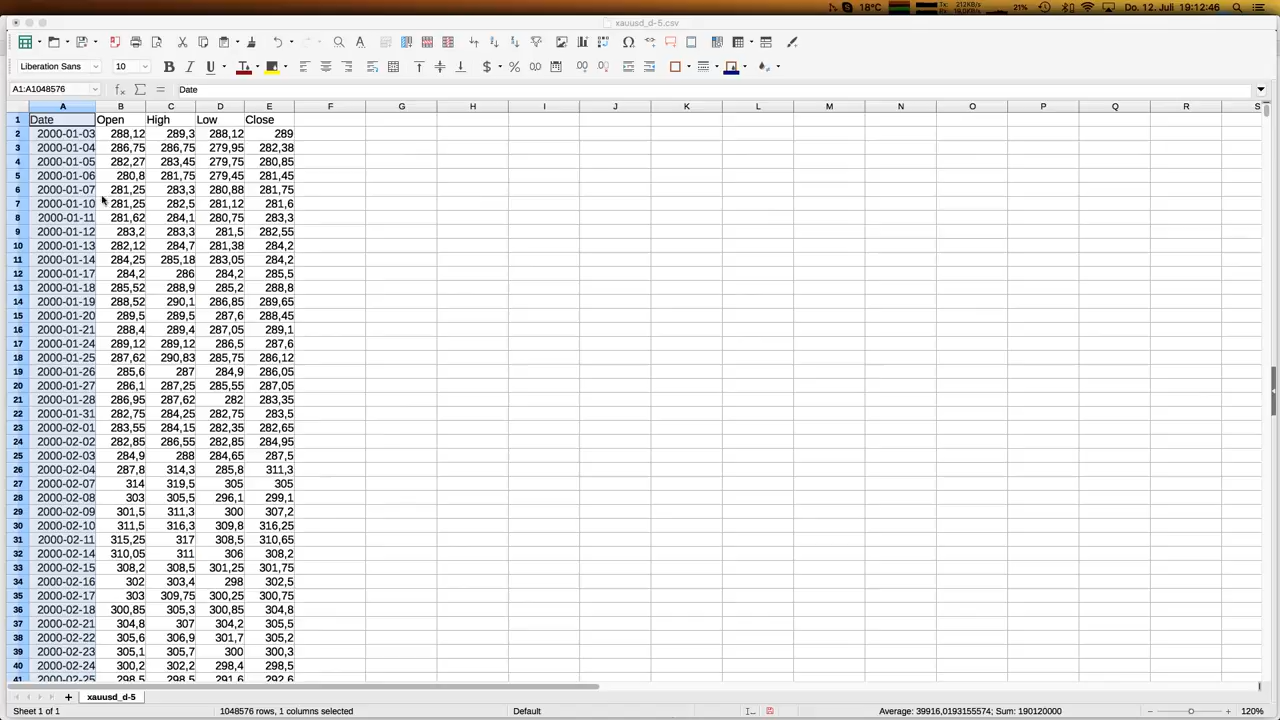 18°C Tx: 212KB/s Rx: 18,0KB/s 21% Do. 12. Juli 19:12:46
xauusd_d-5.csv
Liberation Sans 10
A1:A1048576 Date
A B C D E F G H I J K L M N O P Q R S
1 Date Open High Low Close
2 2000-01-03 288,12 289,3 288,12 289
3 2000-01-04 286,75 286,75 279,95 282,38
4 2000-01-05 282,27 283,45 279,75 280,85
5 2000-01-06 280,8 281,75 279,45 281,45
6 2000-01-07 281,25 283,3 280,88 281,75
7 2000-01-10 281,25 282,5 281,12 281,6
8 2000-01-11 281,62 284,1 280,75 283,3
9 2000-01-12 283,2 283,3 281,5 282,55
10 2000-01-13 282,12 284,7 281,38 284,2
11 2000-01-14 284,25 285,18 283,05 284,2
12 2000-01-17 284,2 286 284,2 285,5
13 2000-01-18 285,52 288,9 285,2 288,8
14 2000-01-19 288,52 290,1 286,85 289,65
15 2000-01-20 289,5 289,5 287,6 288,45
16 2000-01-21 288,4 289,4 287,05 289,1
17 2000-01-24 289,12 289,12 286,5 287,6
18 2000-01-25 287,62 290,83 285,75 286,12
19 2000-01-26 285,6 287 284,9 286,05
20 2000-01-27 286,1 287,25 285,55 287,05
21 2000-01-28 286,95 287,62 282 283,35
22 2000-01-31 282,75 284,25 282,75 283,5
23 2000-02-01 283,55 284,15 282,35 282,65
24 2000-02-02 282,85 286,55 282,85 284,95
25 2000-02-03 284,9 288 284,65 287,5
26 2000-02-04 287,8 314,3 285,8 311,3
27 2000-02-07 314 319,5 305 305
28 2000-02-08 303 305,5 296,1 299,1
29 2000-02-09 301,5 311,3 300 307,2
30 2000-02-10 311,5 316,3 309,8 316,25
31 2000-02-11 315,25 317 308,5 310,65
32 2000-02-14 310,05 311 306 308,2
33 2000-02-15 308,2 308,5 301,25 301,75
34 2000-02-16 302 303,4 298 302,5
35 2000-02-17 303 309,75 300,25 300,75
36 2000-02-18 300,85 305,3 300,85 304,8
37 2000-02-21 304,8 307 304,2 305,5
38 2000-02-22 305,6 306,9 301,7 305,2
39 2000-02-23 305,1 305,7 300 300,3
40 2000-02-24 300,2 302,2 298,4 298,5
41 2000-02-25 298,5 298,5 291,6 292,6
xauusd_d-5
Sheet 1 of 1 1048576 rows, 1 columns selected Default Average: 39916,0193155574; Sum: 190120000 120%